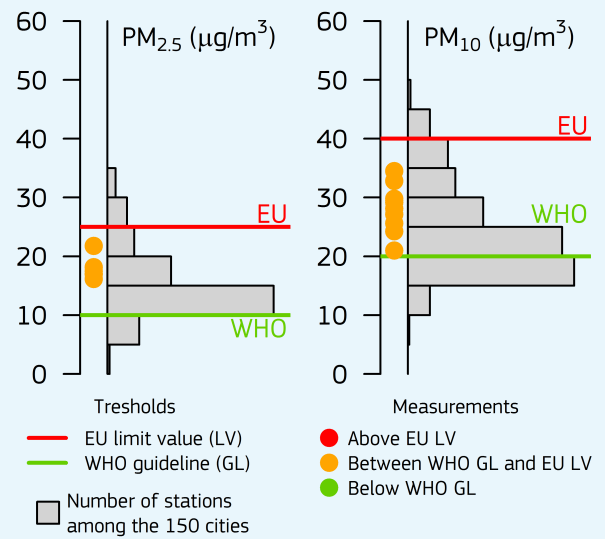 PM2.5 (µg/m³)
60
50
40
30
20
10
0
EU
WHO
PM10 (µg/m³)
60
50
40
30
20
10
0
EU
WHO
Tresholds
EU limit value (LV)
WHO guideline (GL)
Number of stations
among the 150 cities
Measurements
Above EU LV
Between WHO GL and EU LV
Below WHO GL